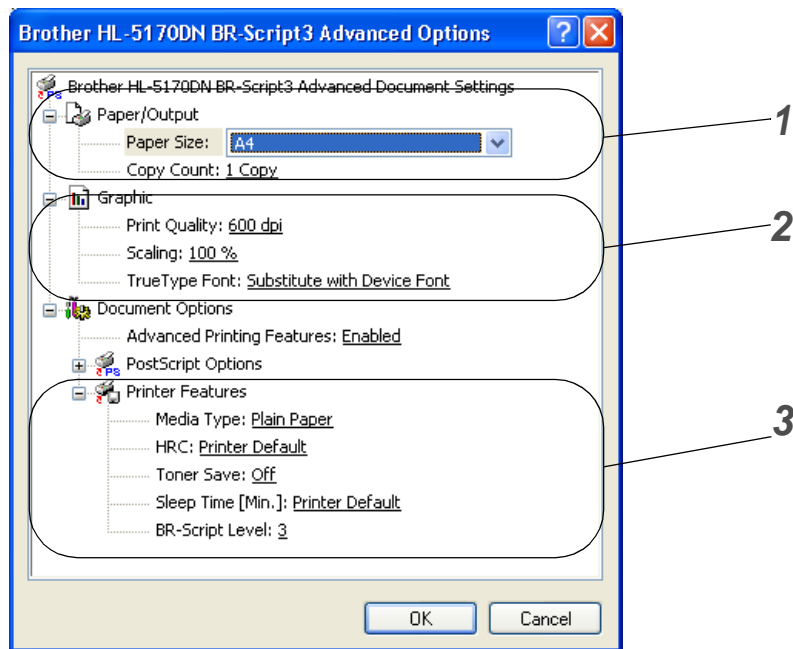 Brother HL-5170DN BR-Script3 Advanced Options
Brother HL-5170DN BR-Script3 Advanced Document Settings
Paper/Output
Paper Size: A4
Copy Count: 1 Copy
1
Graphic
Print Quality: 600 dpi
2
Scaling: 100 %
TrueType Font: Substitute with Device Font
Document Options
Advanced Printing Features: Enabled
PostScript Options
Printer Features
Media Type: Plain Paper
3
HRC: Printer Default
Toner Save: Off
Sleep Time [Min.]: Printer Default
BR-Script Level: 3
OK
Cancel